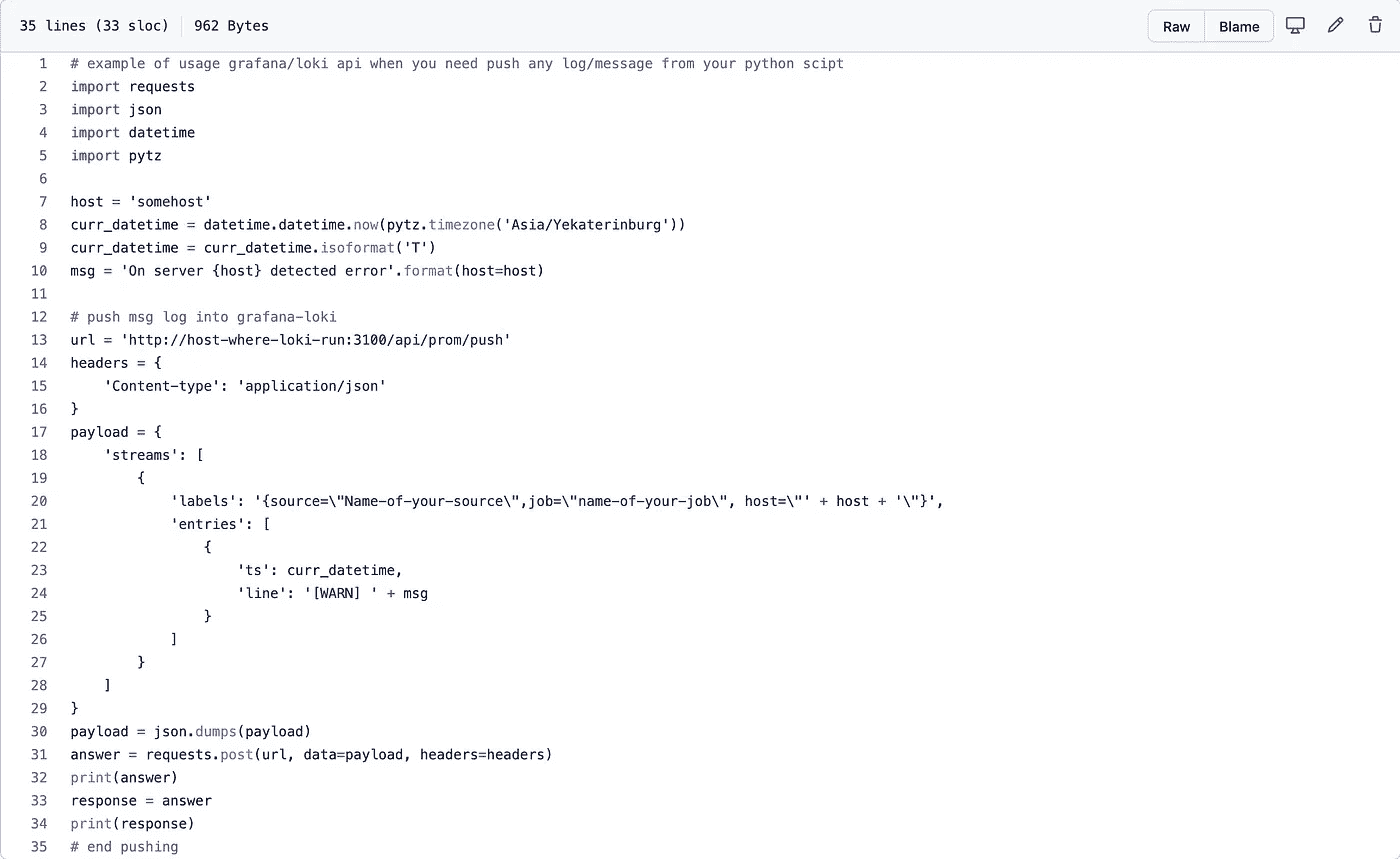 35 lines (33 sloc) 962 Bytes Raw Blame
1 # example of usage grafana/loki api when you need push any log/message from your python scipt
2 import requests
3 import json
4 import datetime
5 import pytz
6
7 host = 'somehost'
8 curr_datetime = datetime.datetime.now(pytz.timezone('Asia/Yekaterinburg'))
9 curr_datetime = curr_datetime.isoformat('T')
10 msg = 'On server {host} detected error'.format(host=host)
11
12 # push msg log into grafana-loki
13 url = 'http://host-where-loki-run:3100/api/prom/push'
14 headers = {
15     'Content-type': 'application/json'
16 }
17 payload = {
18     'streams': [
19         {
20             'labels': '{source=\"Name-of-your-source\",job=\"name-of-your-job\", host=\"' + host + '\"}',
21             'entries': [
22                 {
23                     'ts': curr_datetime,
24                     'line': '[WARN] ' + msg
25                 }
26             ]
27         }
28     ]
29 }
30 payload = json.dumps(payload)
31 answer = requests.post(url, data=payload, headers=headers)
32 print(answer)
33 response = answer
34 print(response)
35 # end pushing